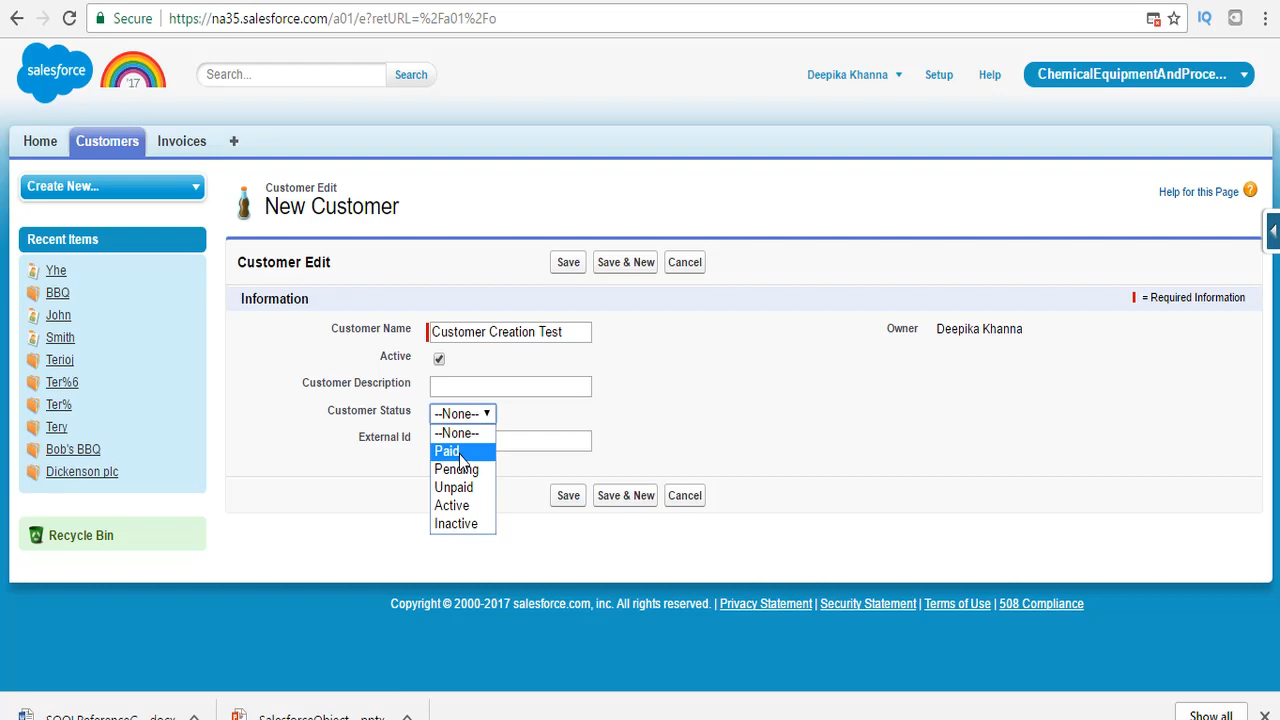 Secure https://na35.salesforce.com/a01/e?retURL=%2Fa01%2Fo
IQ
salesforce
'17
Search...
Search
Deepika Khanna
Setup
Help
ChemicalEquipmentAndProce...
Home
Customers
Invoices
Create New...
Customer Edit
New Customer
Help for this Page
Recent Items
Yhe
BBQ
John
Smith
Terioj
Ter%6
Ter%
Bob's BBQ
Dickenson plc
Recycle Bin
Customer Edit
Save
Save & New
Cancel
Information
= Required Information
Customer Name
Customer Creation Test
Owner
Deepika Khanna
Active
Customer Description
Customer Status
--None--
--None--
Paid
Pending
Unpaid
Active
Inactive
External Id
Save
Save & New
Cancel
Copyright © 2000-2017 salesforce.com, inc. All rights reserved. | Privacy Statement | Security Statement | Terms of Use | 508 Compliance
Show all